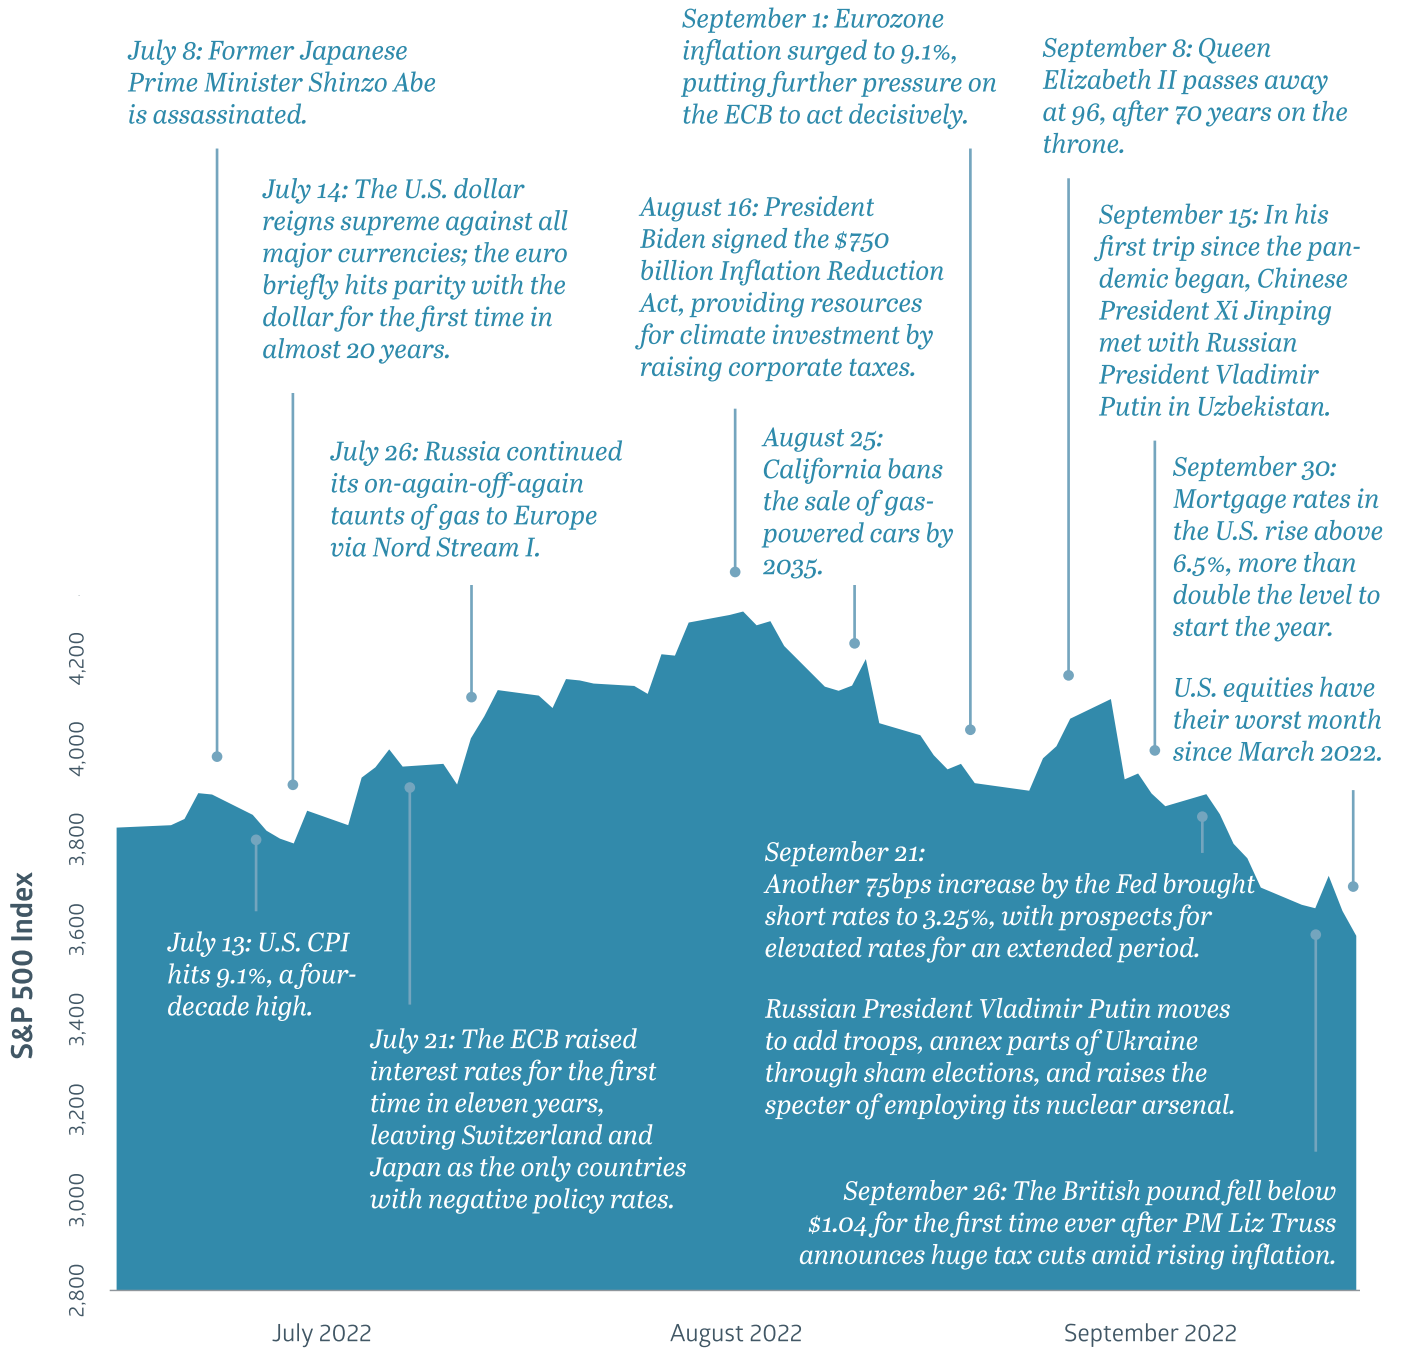 July 8: Former Japanese
Prime Minister Shinzo Abe
is assassinated.
July 14: The U.S. dollar
reigns supreme against all
major currencies; the euro
briefly hits parity with the
dollar for the first time in
almost 20 years.
July 26: Russia continued
its on-again-off-again
taunts of gas to Europe
via Nord Stream I.
September 1: Eurozone
inflation surged to 9.1%,
putting further pressure on
the ECB to act decisively.
August 16: President
Biden signed the $750
billion Inflation Reduction
Act, providing resources
for climate investment by
raising corporate taxes.
August 25:
California bans
the sale of gas-
powered cars by
2035.
September 8: Queen
Elizabeth II passes away
at 96, after 70 years on the
throne.
September 15: In his
first trip since the pan-
demic began, Chinese
President Xi Jinping
met with Russian
President Vladimir
Putin in Uzbekistan.
September 30:
Mortgage rates in
the U.S. rise above
6.5%, more than
double the level to
start the year.
U.S. equities have
their worst month
since March 2022.
S&P 500 Index
4,200
4,000
3,800
3,600
3,400
3,200
3,000
2,800
July 13: U.S. CPI
hits 9.1%, a four-
decade high.
July 21: The ECB raised
interest rates for the first
time in eleven years,
leaving Switzerland and
Japan as the only countries
with negative policy rates.
September 21:
Another 75bps increase by the Fed brought
short rates to 3.25%, with prospects for
elevated rates for an extended period.
Russian President Vladimir Putin moves
to add troops, annex parts of Ukraine
through sham elections, and raises the
specter of employing its nuclear arsenal.
September 26: The British pound fell below
$1.04 for the first time ever after PM Liz Truss
announces huge tax cuts amid rising inflation.
July 2022
August 2022
September 2022